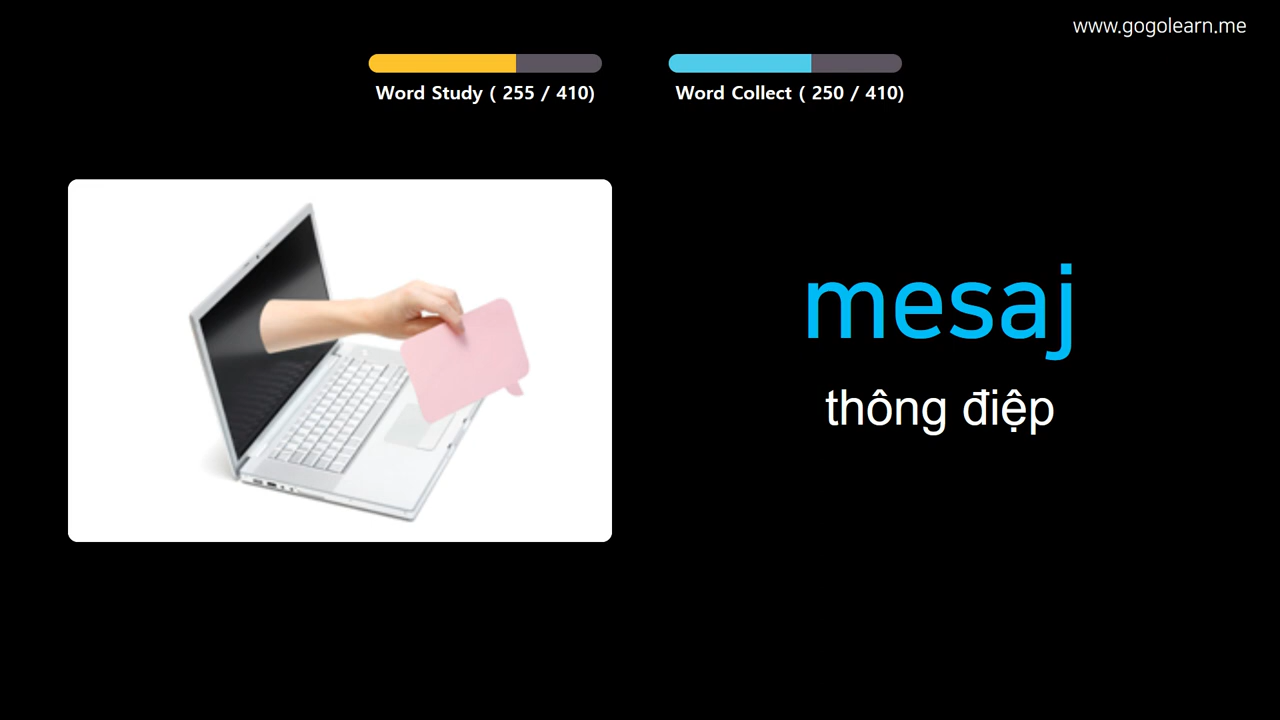 www.gogolearn.me
Word Study ( 255 / 410)
Word Collect ( 250 / 410)
mesaj
thông điệp